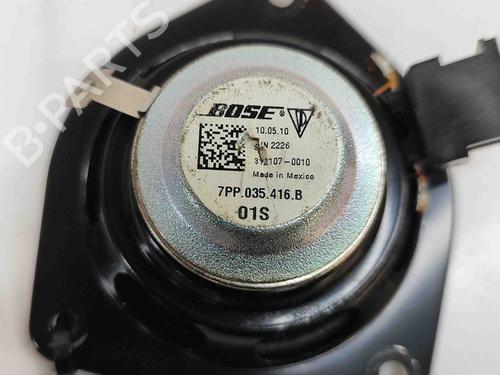 BOSE®
10.05.10
S/N 2226
312107-0010
Made in Mexico
7PP.035.416.B
01S
B-PARTS